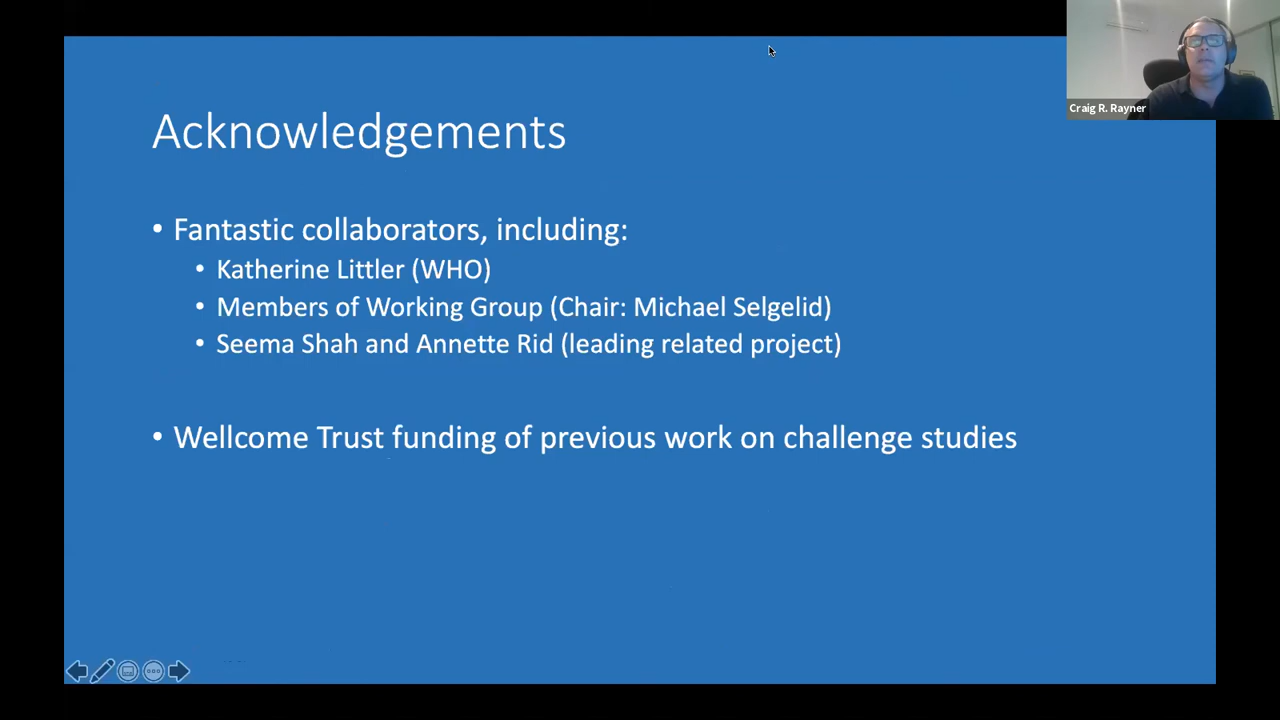 Craig R. Rayner
Acknowledgements
• Fantastic collaborators, including:
• Katherine Littler (WHO)
• Members of Working Group (Chair: Michael Selgelid)
• Seema Shah and Annette Rid (leading related project)
• Wellcome Trust funding of previous work on challenge studies